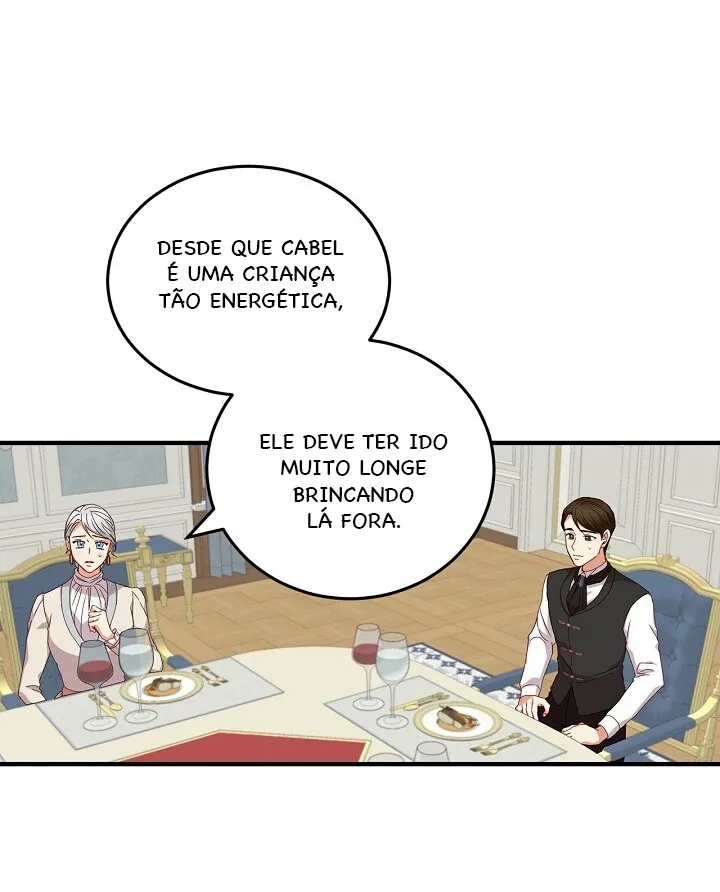 DESDE QUE CABEL
É UMA CRIANÇA
TÃO ENERGÉTICA,
ELE DEVE TER IDO
MUITO LONGE
BRINCANDO
LÁ FORA.